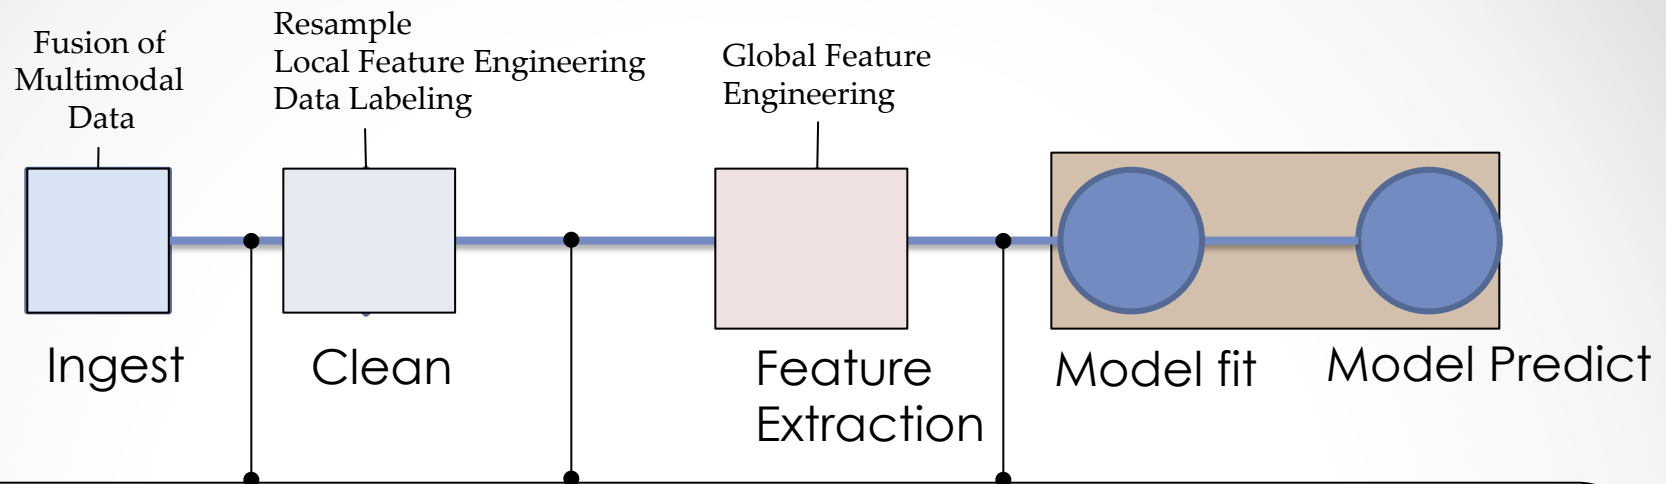 Fusion of
Multimodal
Data
Resample
Local Feature Engineering
Data Labeling
Global Feature
Engineering
Ingest
Clean
Feature
Extraction
Model fit
Model Predict